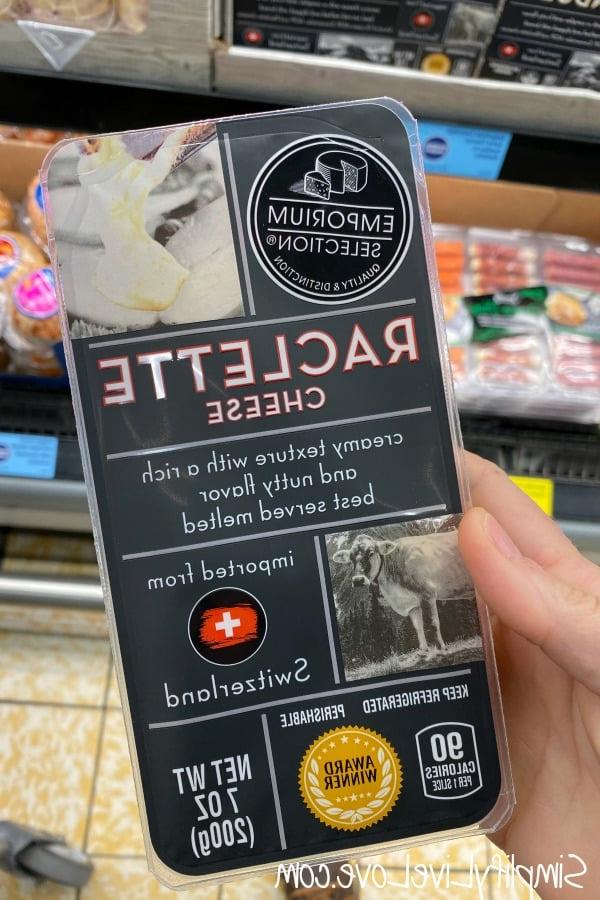 EMPORIUM
SELECTION®
QUALITY & DISTINCTION
RACLETTE
CHEESE
creamy texture with a rich
and nutty flavor
best served melted
imported from
Switzerland
KEEP REFRIGERATED PERISHABLE
90
CALORIES
PER 1 SLICE
AWARD
WINNER
NET WT
7 OZ
(200g)
SimplifyLiveLove.com